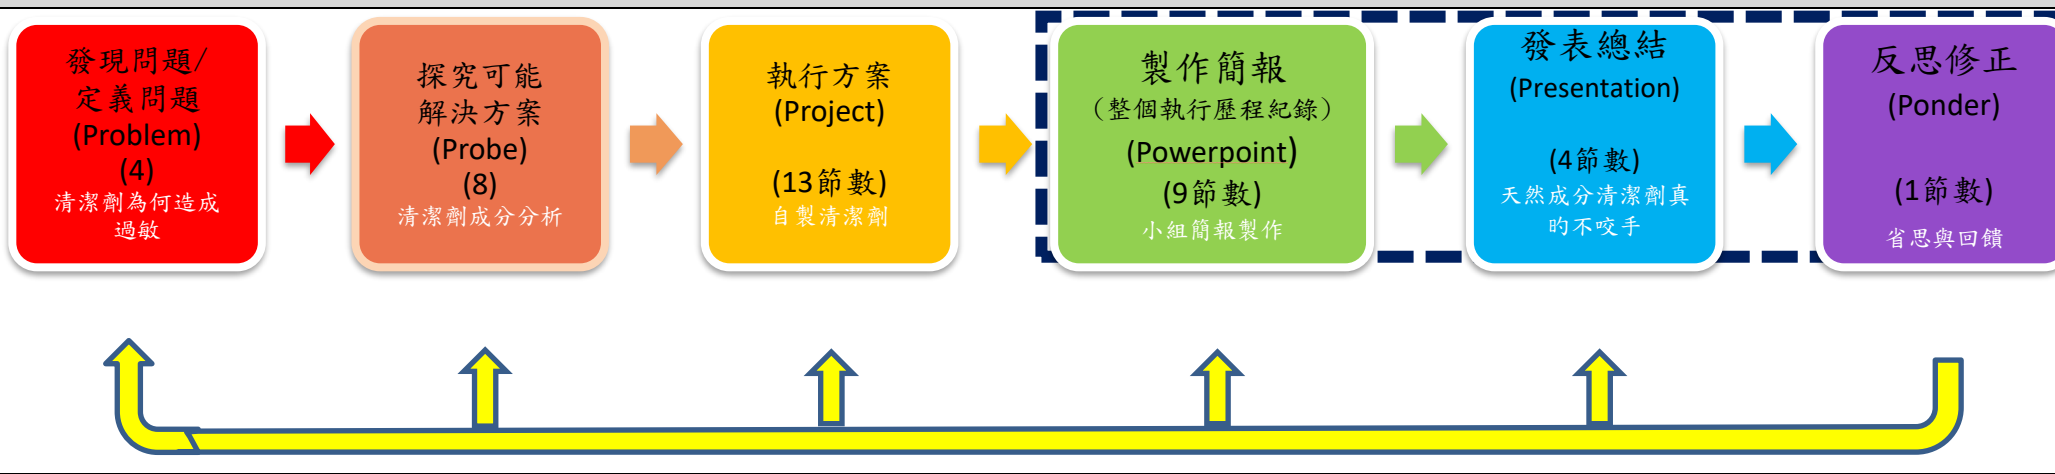 發現問題/
定義問題
(Problem)
(4)
清潔劑為何造成
過敏
探究可能
解決方案
(Probe)
(8)
清潔劑成分分析
執行方案
(Project)
(13節數)
自製清潔劑
製作簡報
（整個執行歷程紀錄）
(Powerpoint)
(9節數)
小組簡報製作
發表總結
(Presentation)
(4節數)
天然成分清潔劑真
的不咬手
反思修正
(Ponder)
(1節數)
省思與回饋